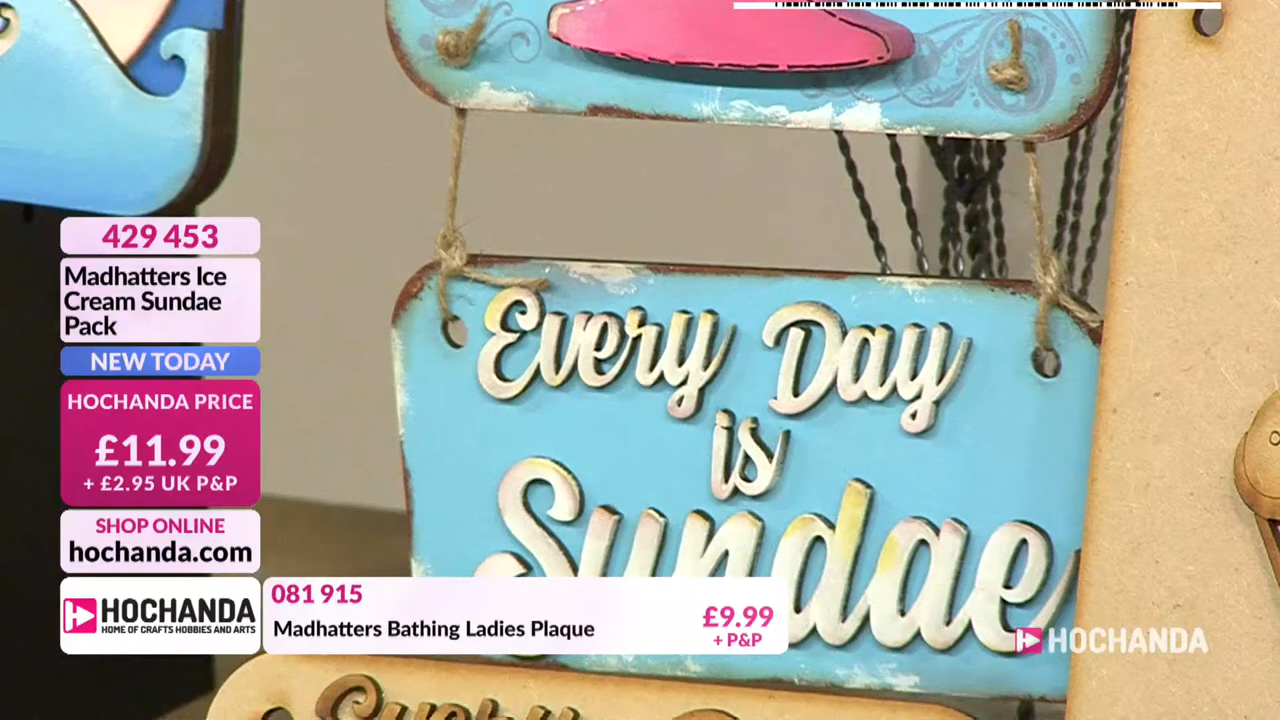 429 453
Madhatters Ice
Cream Sundae
Pack
NEW TODAY
HOCHANDA PRICE
£11.99
+ £2.95 UK P&P
SHOP ONLINE
hochanda.com
HOCHANDA
HOME OF CRAFTS HOBBIES AND ARTS
081 915
Madhatters Bathing Ladies Plaque
£9.99
+ P&P
Every Day
is
Sundae
HOCHANDA